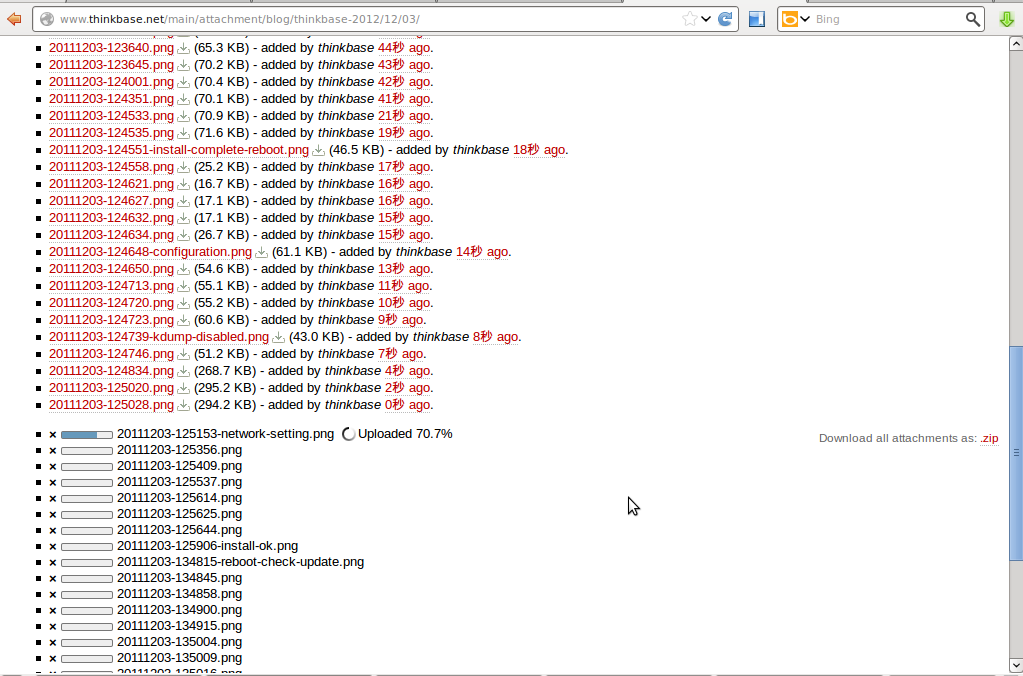 www.thinkbase.net/main/attachment/blog/thinkbase-2012/12/03/
Bing
20111203-123640.png (65.3 KB) - added by thinkbase 44秒 ago.
20111203-123645.png (70.2 KB) - added by thinkbase 43秒 ago.
20111203-124001.png (70.4 KB) - added by thinkbase 42秒 ago.
20111203-124351.png (70.1 KB) - added by thinkbase 41秒 ago.
20111203-124533.png (70.9 KB) - added by thinkbase 21秒 ago.
20111203-124535.png (71.6 KB) - added by thinkbase 19秒 ago.
20111203-124551-install-complete-reboot.png (46.5 KB) - added by thinkbase 18秒 ago.
20111203-124558.png (25.2 KB) - added by thinkbase 17秒 ago.
20111203-124621.png (16.7 KB) - added by thinkbase 16秒 ago.
20111203-124627.png (17.1 KB) - added by thinkbase 16秒 ago.
20111203-124632.png (17.1 KB) - added by thinkbase 15秒 ago.
20111203-124634.png (26.7 KB) - added by thinkbase 15秒 ago.
20111203-124648-configuration.png (61.1 KB) - added by thinkbase 14秒 ago.
20111203-124650.png (54.6 KB) - added by thinkbase 13秒 ago.
20111203-124713.png (55.1 KB) - added by thinkbase 11秒 ago.
20111203-124720.png (55.2 KB) - added by thinkbase 10秒 ago.
20111203-124723.png (60.6 KB) - added by thinkbase 9秒 ago.
20111203-124739-kdump-disabled.png (43.0 KB) - added by thinkbase 8秒 ago.
20111203-124746.png (51.2 KB) - added by thinkbase 7秒 ago.
20111203-124834.png (268.7 KB) - added by thinkbase 4秒 ago.
20111203-125020.png (295.2 KB) - added by thinkbase 2秒 ago.
20111203-125028.png (294.2 KB) - added by thinkbase 0秒 ago.
20111203-125153-network-setting.png Uploaded 70.7%
Download all attachments as: .zip
20111203-125356.png
20111203-125409.png
20111203-125537.png
20111203-125614.png
20111203-125625.png
20111203-125644.png
20111203-125906-install-ok.png
20111203-134815-reboot-check-update.png
20111203-134845.png
20111203-134858.png
20111203-134900.png
20111203-134915.png
20111203-135004.png
20111203-135009.png